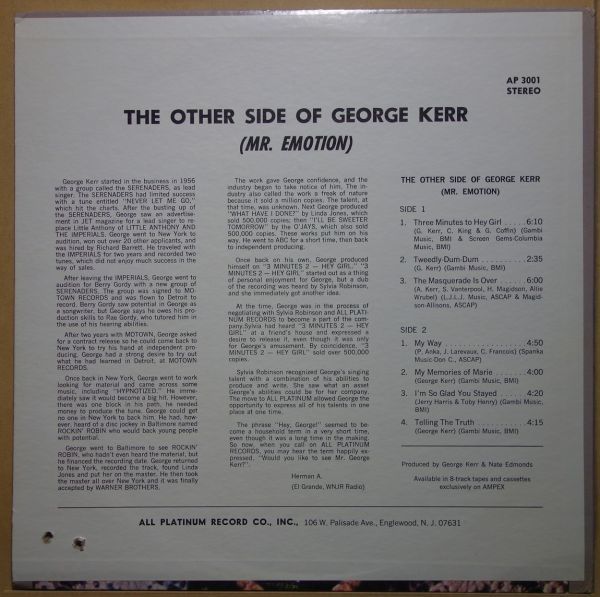 AP 3001
STEREO
THE OTHER SIDE OF GEORGE KERR
(MR. EMOTION)
George Kerr started in the business in 1956
with a group called the SERENADERS, as lead
singer. The SERENADERS had limited success
with a tune entitled "NEVER LET ME GO,"
which hit the charts. After the busting up of
the SERENADERS, George saw an advertise-
ment in JET magazine for a lead singer to re-
place Little Anthony of LITTLE ANTHONY AND
THE IMPERIALS. George went to New York to
audition, won out over 20 other applicants, and
was hired by Richard Barrett. He traveled with
the IMPERIALS for two years and recorded two
tunes, which did not enjoy much success in the
way of sales.
After leaving the IMPERIALS, George went to
audition for Berry Gordy with a new group of
SERENADERS. The group was signed to MO-
TOWN RECORDS and was flown to Detroit to
record. Berry Gordy saw potential in George as
a songwriter, but George says he owes his pro-
duction skills to Rae Gordy, who tutored him in
the use of his hearing abilities.
After two years with MOTOWN, George asked
for a contract release so he could come back to
New York to try his hand at independent pro-
ducing. George had a strong desire to try out
what he had learned in Detroit, at MOTOWN
RECORDS.
Once back in New York, George went to work
looking for material and came across some
music, including "HYPNOTIZED." He imme-
diately saw it would become a big hit. However,
there was one block in his path, he needed
money to produce the tune. George could get
no one in New York to back him. He had, how-
ever, heard of a disc jockey in Baltimore named
ROCKIN' ROBIN who would back young people
with potential.
George went to Baltimore to see ROCKIN'
ROBIN, who hadn't even heard the material, but
he financed the recording date. George returned
to New York, recorded the track, found Linda
Jones and put her on the master. He then took
the master all over New York and it was finally
accepted by WARNER BROTHERS.
The work gave George confidence, and the
industry began to take notice of him. The in-
dustry also called the work a freak of nature
because it sold a million copies. The talent, at
that time, was unknown. Next George produced
"WHAT HAVE I DONE?" by Linda Jones, which
sold 500,000 copies; then "I'LL BE SWEETER
TOMORROW" by the O'JAYS, which also sold
500,000 copies. These works put him on his
way. He went to ABC for a short time, then back
to independent producing.
Once back on his own, George produced
himself on "3 MINUTES 2 — HEY GIRL." "3
MINUTES 2 — HEY GIRL" started out as a thing
of personal enjoyment for George, but a dub
of the recording was heard by Sylvia Robinson,
and she immediately got another idea.
At the time, George was in the process of
negotiating with Sylvia Robinson and ALL PLATI-
NUM RECORDS to become a part of the com-
pany. Sylvia had heard "3 MINUTES 2 — HEY
GIRL" at a friend's house and expressed a
desire to release it, even though it was only
for George's amusement. By coincidence, "3
MINUTES 2 — HEY GIRL" sold over 500,000
copies.
Sylvia Robinson recognized George's singing
talent with a combination of his abilities to
produce and write. She saw what an asset
George's abilities could be to the company.
The move to ALL PLATINUM allowed George the
opportunity to express all of his talents in one
place at one time.
The phrase "Hey, George!" seemed to be-
come a household term in a very short time,
even though it was a long time in the making.
So now, when you call on ALL PLATINUM
RECORDS, you may hear the term happily ex-
pressed, "Would you like to see Mr. George
Kerr?".
Herman A.
(El Grande, WNJR Radio)
THE OTHER SIDE OF GEORGE KERR
(MR. EMOTION)
SIDE 1
1. Three Minutes to Hey Girl . . . . . . 6:10
(G. Kerr, C. King & G. Coffin) (Gambi
Music, BMI & Screen Gems-Columbia
Music, BMI)
2. Tweedly-Dum-Dum . . . . . . . . . . 2:35
(G. Kerr) (Gambi Music, BMI)
3. The Masquerade Is Over . . . . . . . 6:00
(A. Kerr, S. Vanterpool, H. Magidson, Allie
Wrubel) (L.J.L.J. Music, ASCAP & Magid-
son-Allisons, ASCAP)
SIDE 2
1. My Way . . . . . . . . . . . . . . . 4:50
(P. Anka, J. Larevaux, C. Francois) (Spanka
Music-Don C., ASCAP)
2. My Memories of Marie . . . . . . . . 4:00
(George Kerr) (Gambi Music, BMI)
3. I'm So Glad You Stayed . . . . . . . 4:20
(Jerry Harris & Toby Henry) (Gambi Music,
BMI)
4. Telling The Truth . . . . . . . . . . 4:15
(George Kerr) (Gambi Music, BMI)
Produced by George Kerr & Nate Edmonds
Available in 8-track tapes and cassettes
exclusively on AMPEX
ALL PLATINUM RECORD CO., INC., 106 W. Palisade Ave., Englewood, N. J. 07631